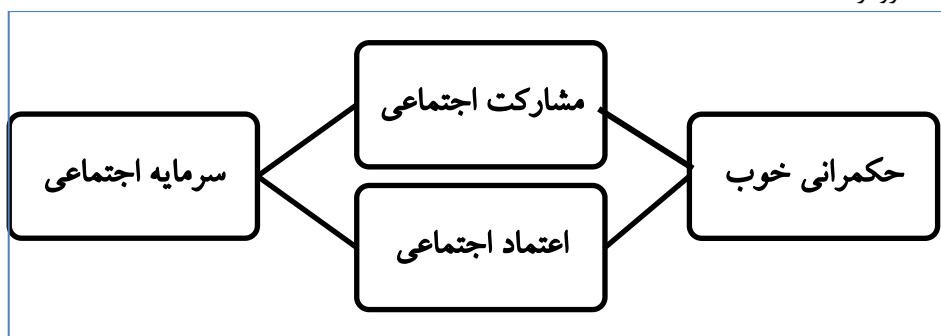 مشارکت اجتماعی
حکمرانی خوب
سرمایه اجتماعی
اعتماد اجتماعی